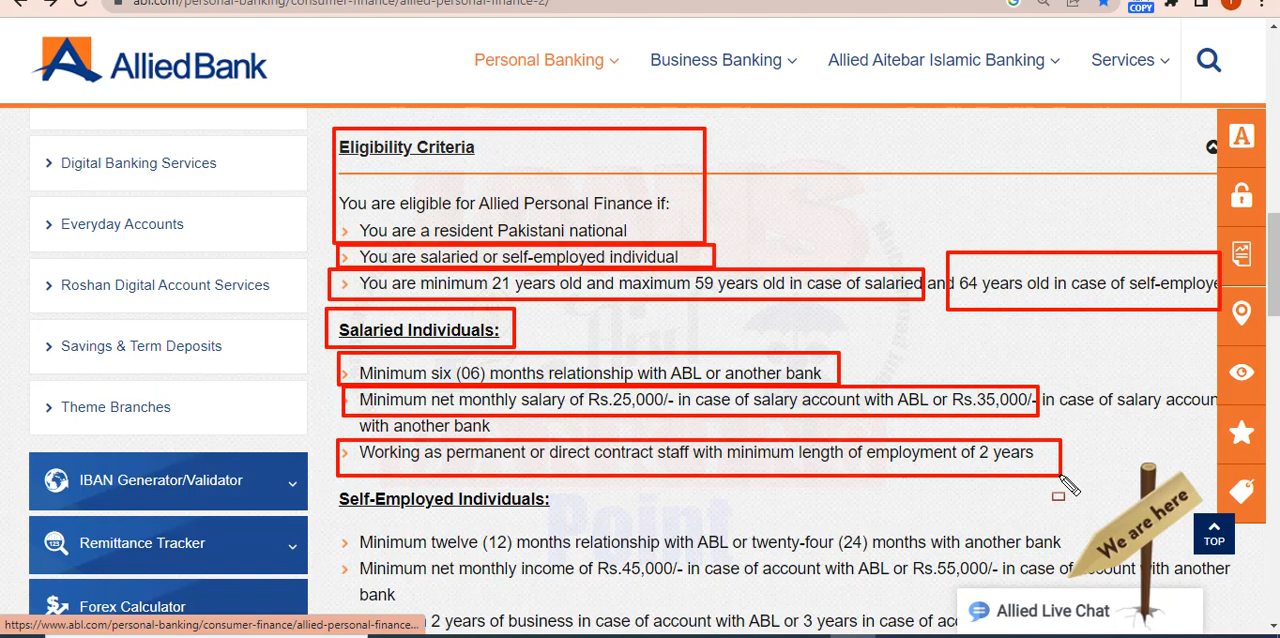 abl.com/personal-banking/consumer-finance/allied-personal-finance-2/
COPY
T
Allied Bank
Personal Banking
Business Banking
Allied Aitebar Islamic Banking
Services
Digital Banking Services
Everyday Accounts
Roshan Digital Account Services
Savings & Term Deposits
Theme Branches
IBAN Generator/Validator
Remittance Tracker
Forex Calculator
https://www.abl.com/personal-banking/consumer-finance/allied-personal-finance...
Eligibility Criteria
You are eligible for Allied Personal Finance if:
You are a resident Pakistani national
You are salaried or self-employed individual
You are minimum 21 years old and maximum 59 years old in case of salaried and 64 years old in case of self-employe
Salaried Individuals:
Minimum six (06) months relationship with ABL or another bank
Minimum net monthly salary of Rs.25,000/- in case of salary account with ABL or Rs.35,000/- in case of salary accoun
with another bank
Working as permanent or direct contract staff with minimum length of employment of 2 years
Self-Employed Individuals:
Minimum twelve (12) months relationship with ABL or twenty-four (24) months with another bank
Minimum net monthly income of Rs.45,000/- in case of account with ABL or Rs.55,000/- in case of account with another
bank
2 years of business in case of account with ABL or 3 years in case of
A
We are here
TOP
Allied Live Chat
Point